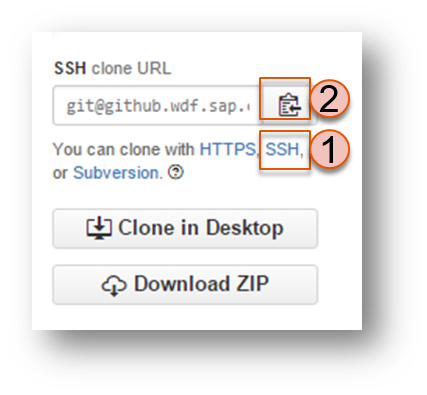 SSH clone URL
git@github.wdf.sap.
2
You can clone with HTTPS, SSH,
1
or Subversion.
Clone in Desktop
Download ZIP